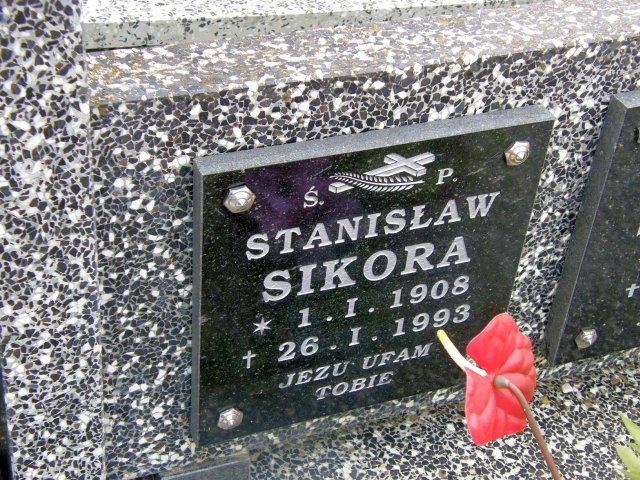 Ś. P.
STANISŁAW
SIKORA
* 1 . I . 1908
† 26 . I . 1993
JEZU UFAM
TOBIE